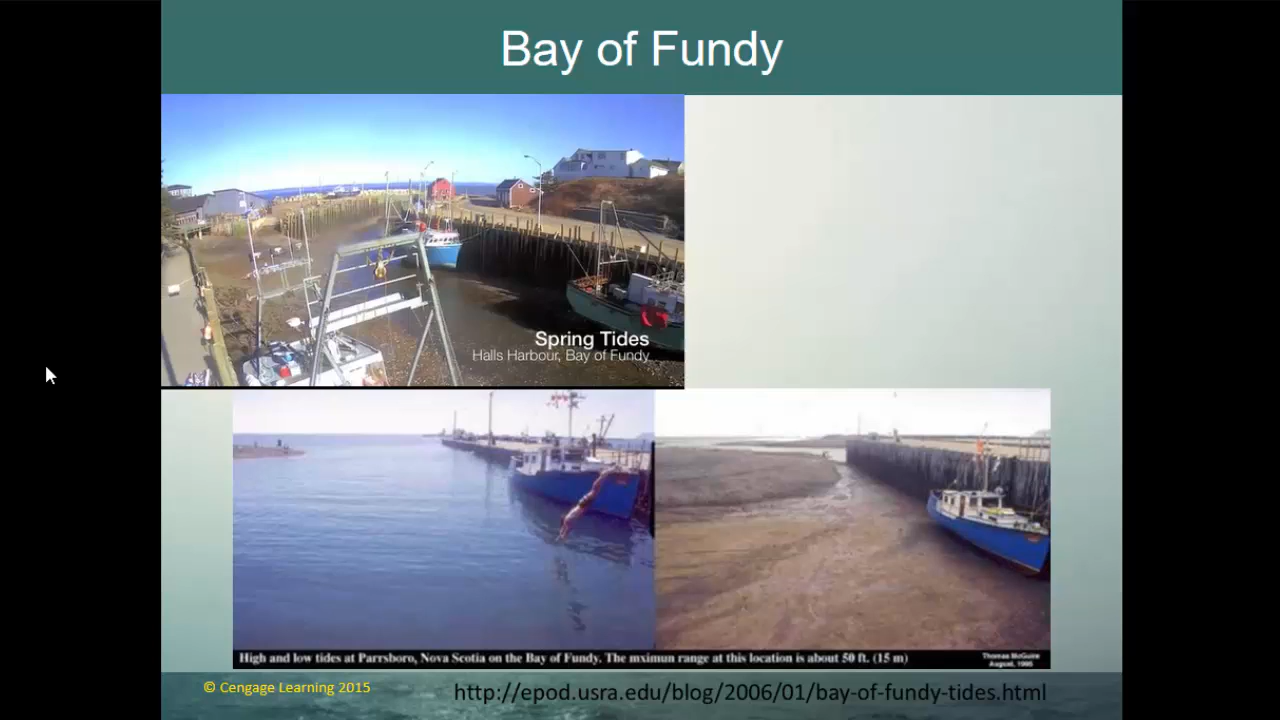 Bay of Fundy
Spring Tides
Halls Harbour, Bay of Fundy
High and low tides at Parrsboro, Nova Scotia on the Bay of Fundy. The mximun range at this location is about 50 ft. (15 m)
Thomas McGuire
August, 1995
© Cengage Learning 2015
http://epod.usra.edu/blog/2006/01/bay-of-fundy-tides.html